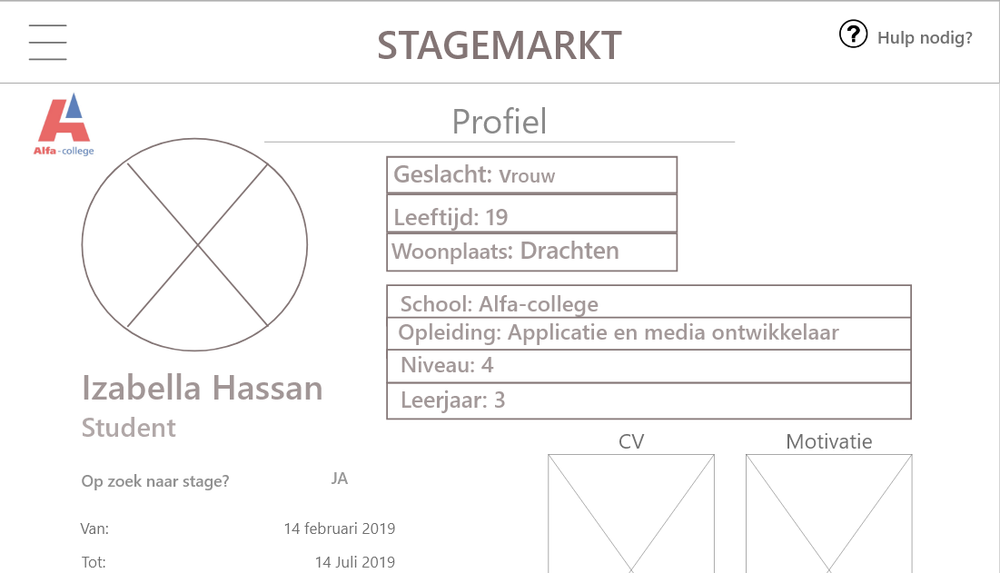 STAGEMARKT
? Hulp nodig?
Alfa-college
Profiel
Geslacht: Vrouw
Leeftijd: 19
Woonplaats: Drachten
School: Alfa-college
Opleiding: Applicatie en media ontwikkelaar
Niveau: 4
Leerjaar: 3
Izabella Hassan
Student
Op zoek naar stage? JA
Van: 14 februari 2019
Tot: 14 Juli 2019
CV
Motivatie